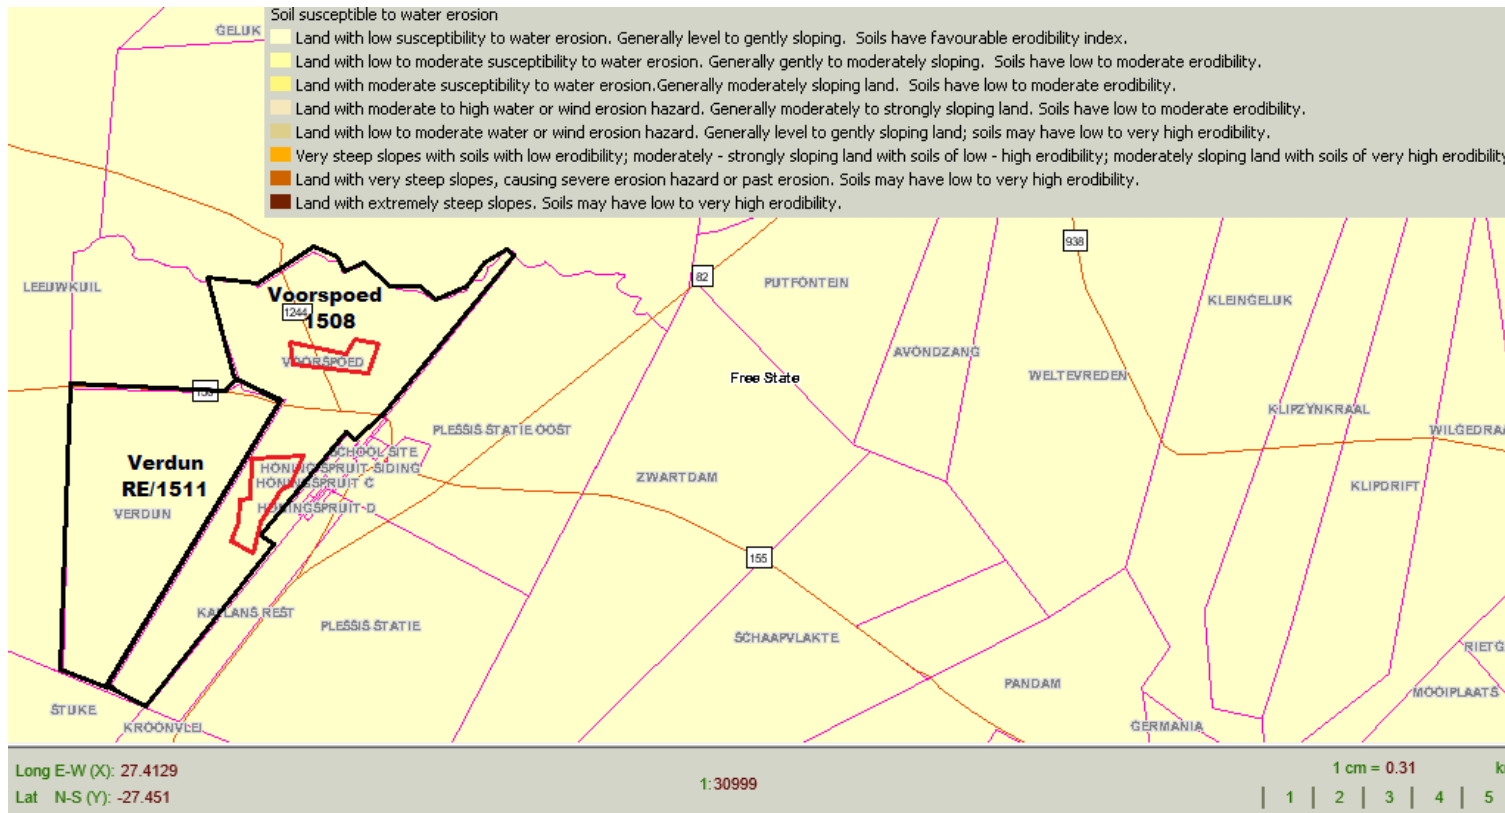 Soil susceptible to water erosion
Land with low susceptibility to water erosion. Generally level to gently sloping. Soils have favourable erodibility index.
Land with low to moderate susceptibility to water erosion. Generally gently to moderately sloping. Soils have low to moderate erodibility.
Land with moderate susceptibility to water erosion.Generally moderately sloping land. Soils have low to moderate erodibility.
Land with moderate to high water or wind erosion hazard. Generally moderately to strongly sloping land. Soils have low to moderate erodibility.
Land with low to moderate water or wind erosion hazard. Generally level to gently sloping land; soils may have low to very high erodibility.
Very steep slopes with soils with low erodibility; moderately - strongly sloping land with soils of low - high erodibility; moderately sloping land with soils of very high erodibility
Land with very steep slopes, causing severe erosion hazard or past erosion. Soils may have low to very high erodibility.
Land with extremely steep slopes. Soils may have low to very high erodibility.
GELUK
938
82
LEEUWKUIL
PUTFONTEIN
Voorspoed
1508
1244
KLEINGELUK
VOORSPOED
AVONDZANG
Free State
WELTEVREDEN
KLIPZYNKRAAL
PLESSIS STATIE OOST
WILGEDRAA
SCHOOL SITE
Verdun
RE/1511
HONINGSPRUIT SIDING
HONINGSPRUIT C
ZWARTDAM
KLIPDRIFT
HONINGSPRUIT D
VERDUN
155
KAPLANS REST
PLESSIS STATIE
SCHAAPVLAKTE
PANDAM
MOOIPLAATS
STUKE
KROONVLEI
GERMANIA
Long E-W (X): 27.4129
Lat N-S (Y): -27.451
1:30999
1 cm = 0.31
| 1 | 2 | 3 | 4 | 5